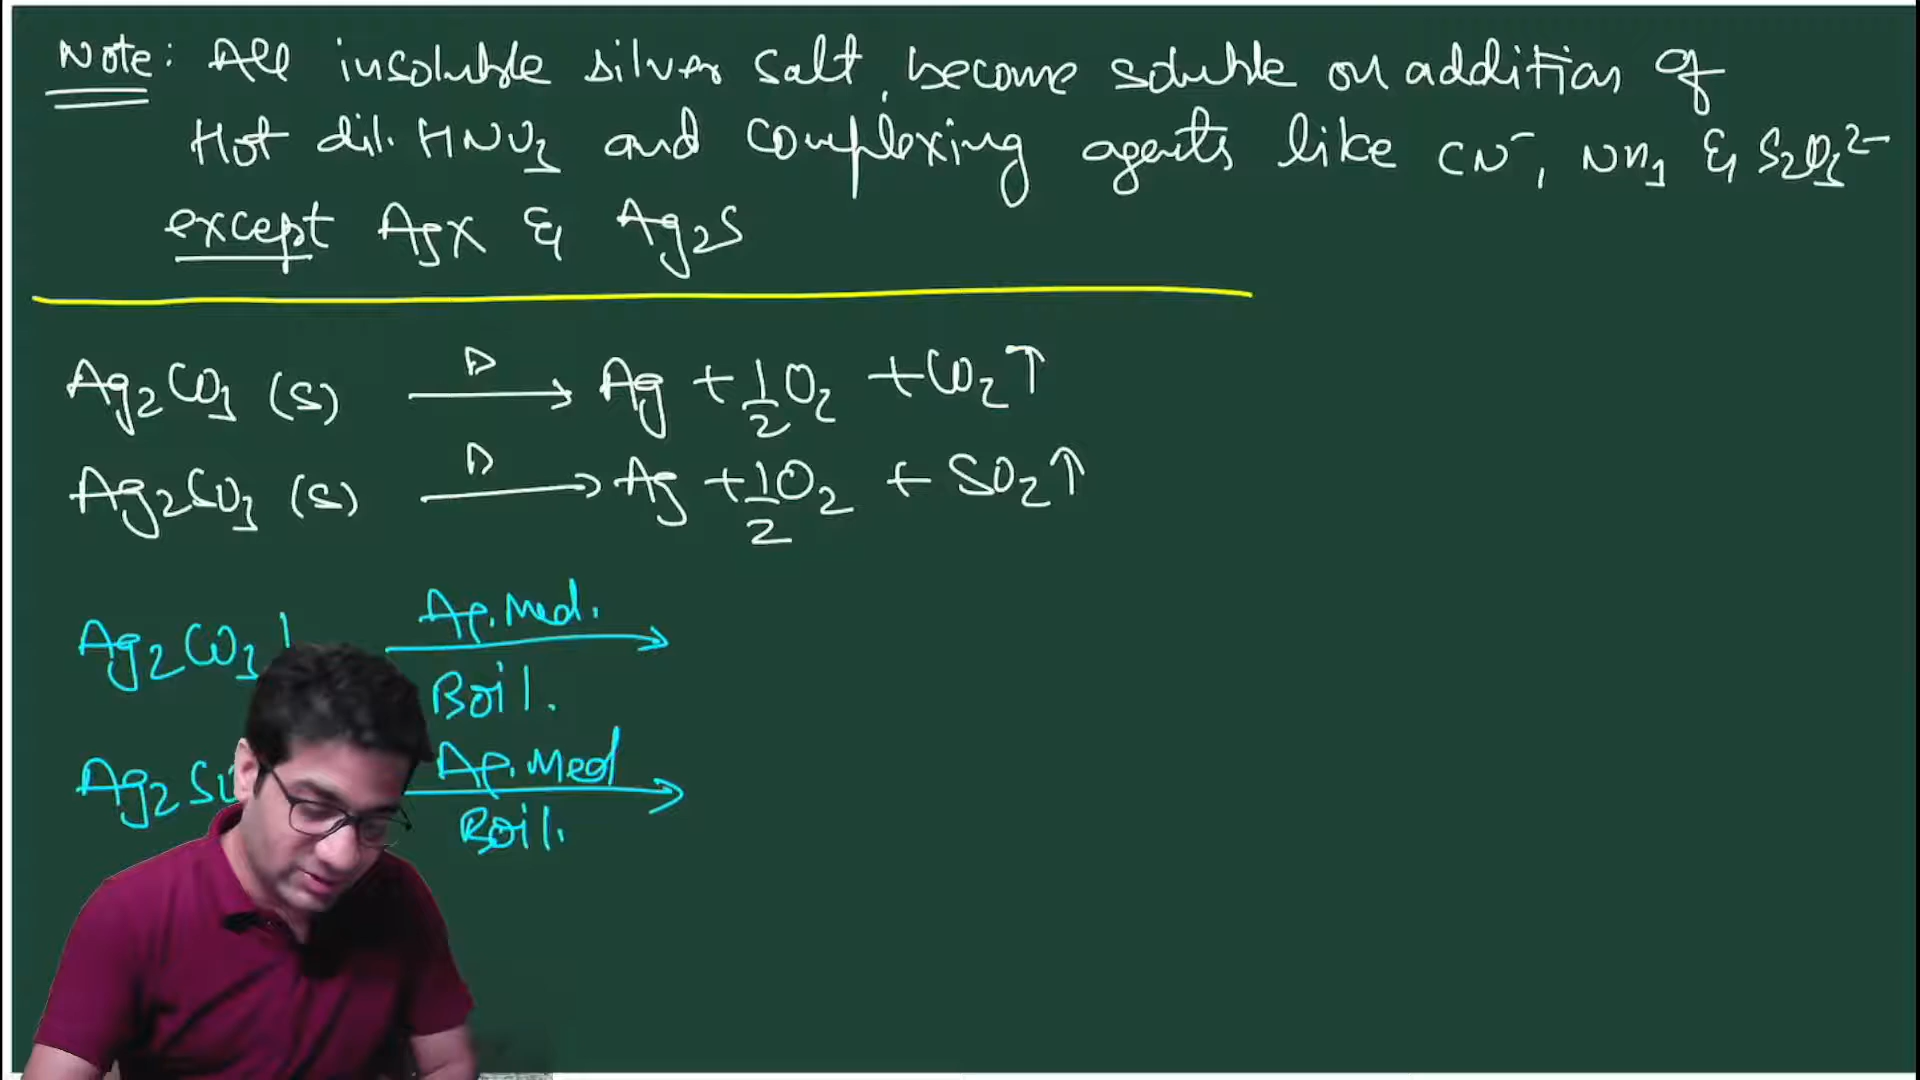 Note: All insoluble silver salt, become soluble on addition of
Hot dil. HNO3 and complexing agents like CN⁻, NH3 & S2O3²⁻
except AgX & Ag2S
Ag2CO3 (s) —Δ→ Ag + 1/2 O2 + CO2↑
Ag2SO3 (s) —Δ→ Ag + 1/2 O2 + SO2↑
Ag2CO3↓ —Aq. Med. / Boil.→
Ag2S —Aq. Med / Boil.→